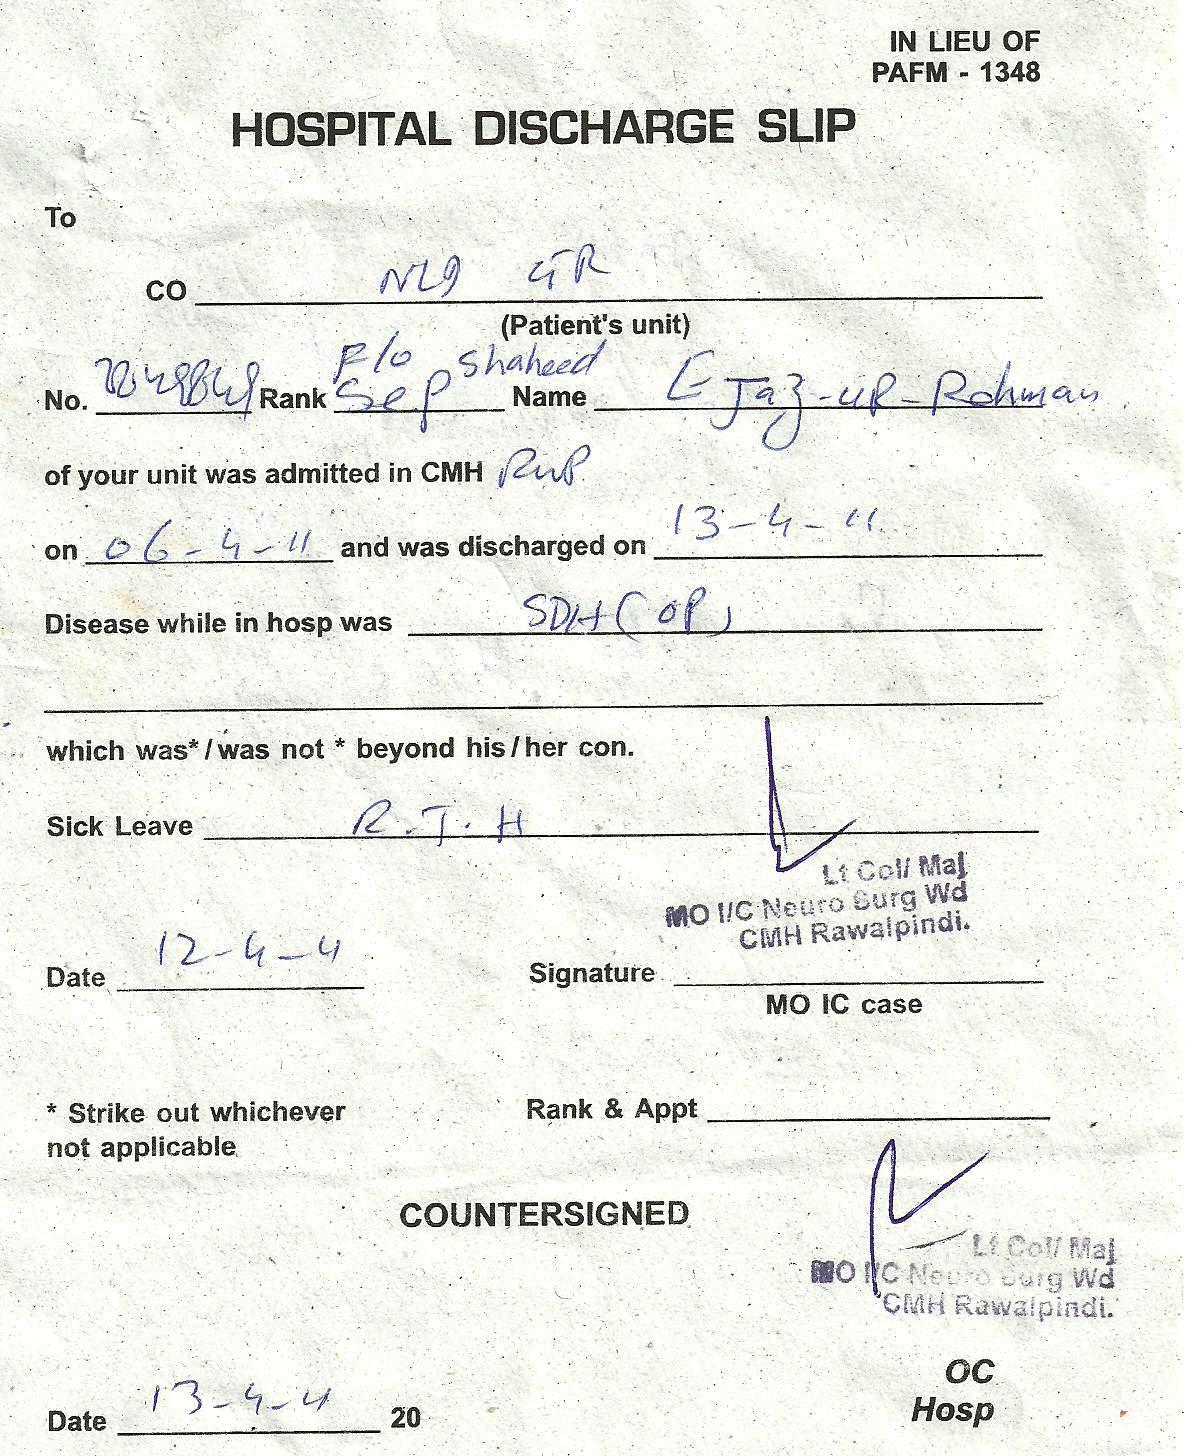 IN LIEU OF
PAFM - 1348
HOSPITAL DISCHARGE SLIP
To
CO GR
(Patient's unit)
F/o Shaheed
No. Rank Sep Name Ejaz-ur-Rehman
of your unit was admitted in CMH RWP
on 06-4-11 and was discharged on 13-4-11
Disease while in hosp was SDH (OP)
which was* / was not * beyond his / her con.
Sick Leave R.T.H
Lt Col/ Maj
MO I/C Neuro Surg Wd
CMH Rawalpindi.
Date 12-4-11 Signature
MO IC case
* Strike out whichever Rank & Appt
not applicable
COUNTERSIGNED
Lt Col/ Maj
MO I/C Neuro Surg Wd
CMH Rawalpindi.
OC
Hosp
Date 13-4-11 20